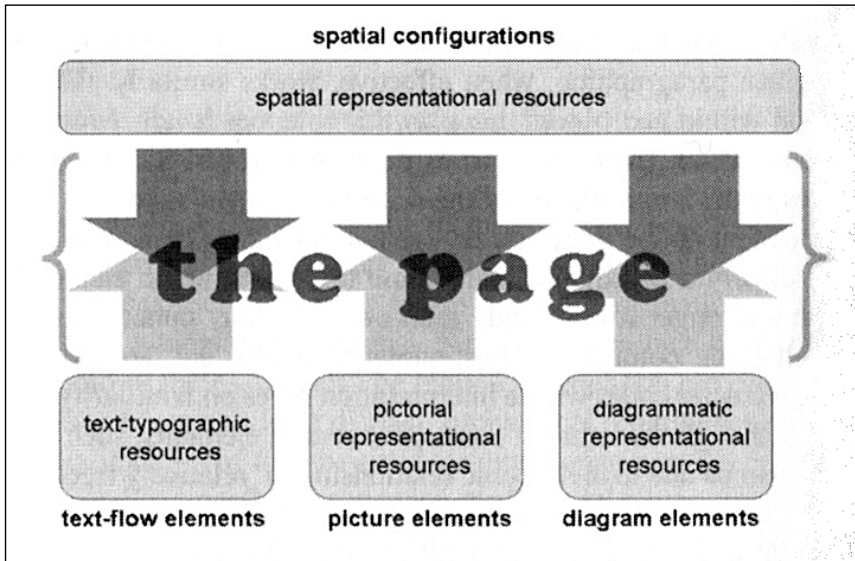 spatial configurations
spatial representational resources
the page
text-typographic
resources
pictorial
representational
resources
diagrammatic
representational
resources
text-flow elements
picture elements
diagram elements